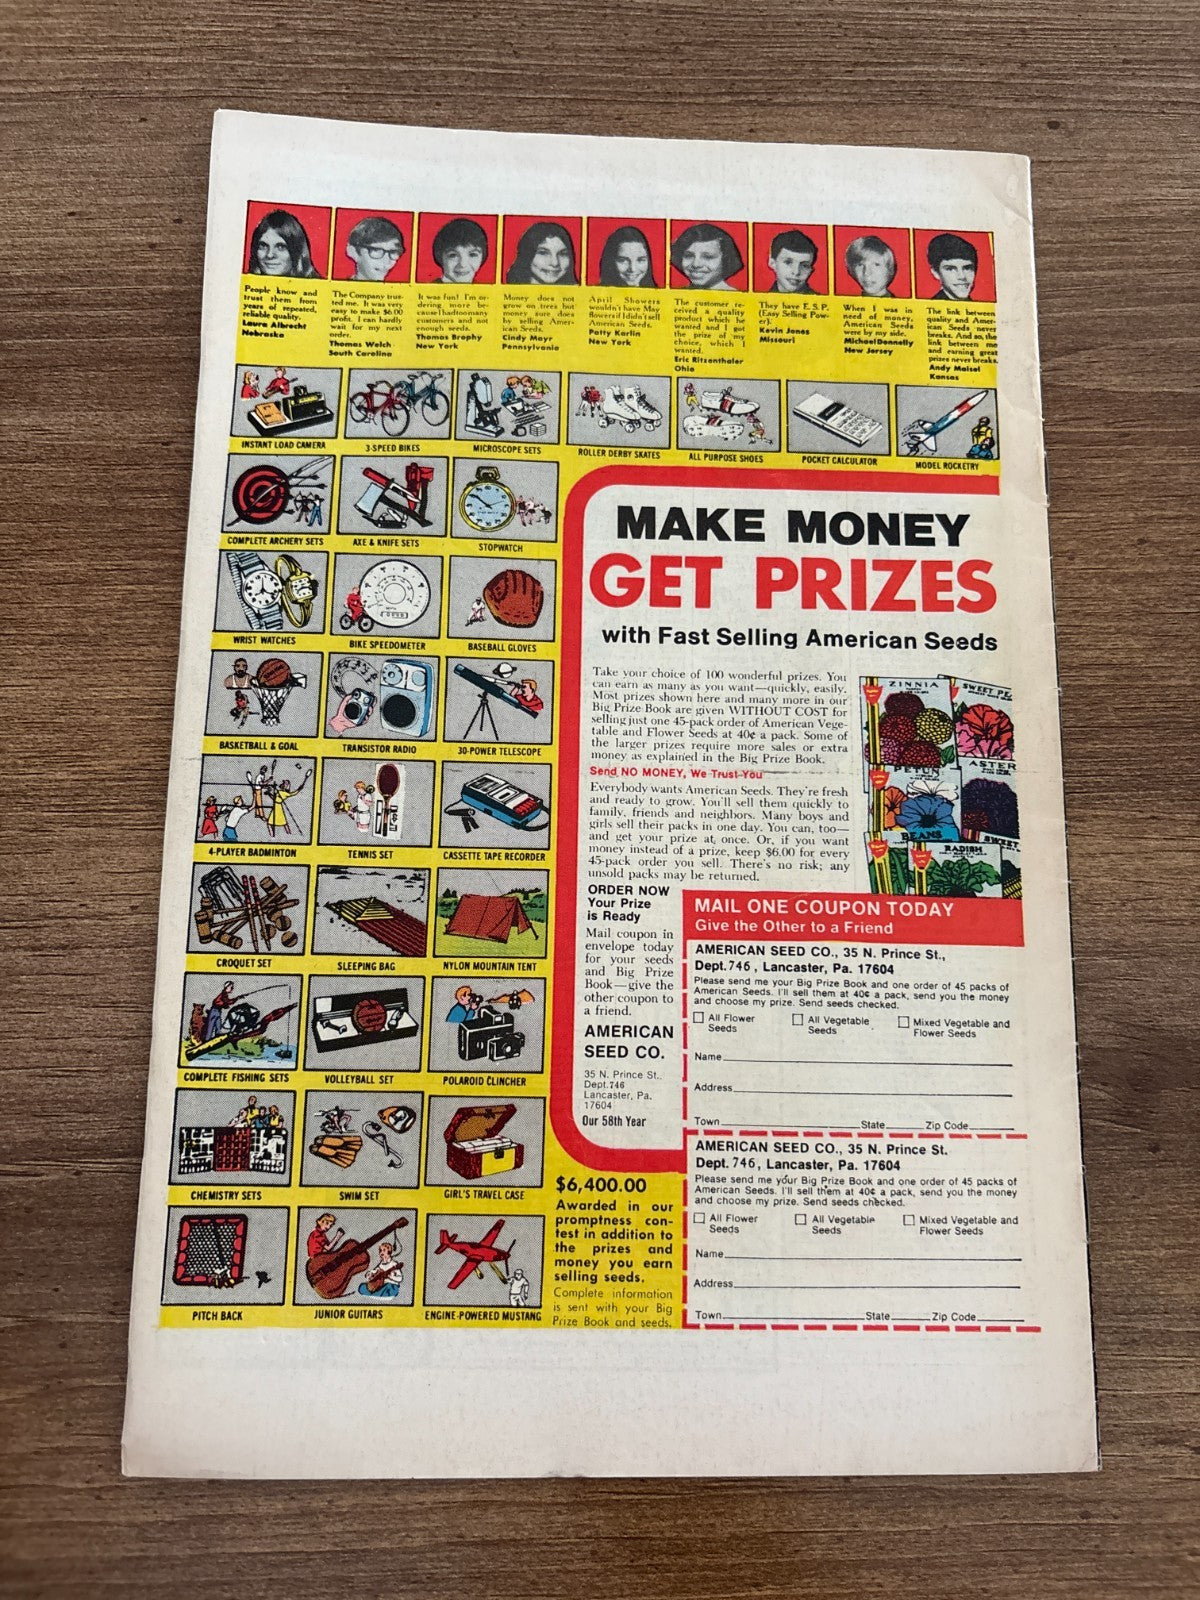 People know and
trust them from
years of repeated,
reliable quality.
Laura Albrecht
Nebraska
The Company trus-
ted me. It was very
easy to make $6.00
profit. I can hardly
wait for my next
order.
Thomas Welch
South Carolina
It was fun! I'm or-
dering more be-
cause I had too many
customers and not
enough seeds.
Thomas Brophy
New York
Money does not
grow on trees but
money sure does
by selling Amer-
ican Seeds.
Cindy Mayr
Pennsylvania
April Showers
wouldn't have May
flowers if I didn't sell
American Seeds.
Patty Karlin
New York
The customer re-
ceived a quality
product which he
wanted and I got
the prize of my
choice, which I
wanted.
Eric Ritzenthaler
Ohio
They have E.S.P.
(Easy Selling Pow-
er).
Kevin Jones
Missouri
When I was in
need of money,
American Seeds
were by my side.
Michael Donnelly
New Jersey
The link between
quality and Amer-
ican Seeds never
breaks. And so, the
link between me
and earning great
prizes never breaks.
Andy Maisel
Kansas
INSTANT LOAD CAMERA
3-SPEED BIKES
MICROSCOPE SETS
ROLLER DERBY SKATES
ALL PURPOSE SHOES
POCKET CALCULATOR
MODEL ROCKETRY
COMPLETE ARCHERY SETS
AXE & KNIFE SETS
STOPWATCH
WRIST WATCHES
BIKE SPEEDOMETER
BASEBALL GLOVES
BASKETBALL & GOAL
TRANSISTOR RADIO
30-POWER TELESCOPE
4-PLAYER BADMINTON
TENNIS SET
CASSETTE TAPE RECORDER
CROQUET SET
SLEEPING BAG
NYLON MOUNTAIN TENT
COMPLETE FISHING SETS
VOLLEYBALL SET
POLAROID CLINCHER
CHEMISTRY SETS
SWIM SET
GIRL'S TRAVEL CASE
PITCH BACK
JUNIOR GUITARS
ENGINE-POWERED MUSTANG
MAKE MONEY
GET PRIZES
with Fast Selling American Seeds
Take your choice of 100 wonderful prizes. You
can earn as many as you want—quickly, easily.
Most prizes shown here and many more in our
Big Prize Book are given WITHOUT COST for
selling just one 45-pack order of American Vege-
table and Flower Seeds at 40¢ a pack. Some of
the larger prizes require more sales or extra
money as explained in the Big Prize Book.
Send NO MONEY, We Trust You
Everybody wants American Seeds. They're fresh
and ready to grow. You'll sell them quickly to
family, friends and neighbors. Many boys and
girls sell their packs in one day. You can, too—
and get your prize at once. Or, if you want
money instead of a prize, keep $6.00 for every
45-pack order you sell. There's no risk; any
unsold packs may be returned.
ZINNIA
SWEET PE
ASTER
PETUN
BEANS
SWEET
RADISH
ORDER NOW
Your Prize
is Ready
Mail coupon in
envelope today
for your seeds
and Big Prize
Book—give the
other coupon to
a friend.
AMERICAN
SEED CO.
35 N. Prince St.,
Dept.746
Lancaster, Pa.
17604
Our 58th Year
$6,400.00
Awarded in our
promptness con-
test in addition to
the prizes and
money you earn
selling seeds.
Complete information
is sent with your Big
Prize Book and seeds.
MAIL ONE COUPON TODAY
Give the Other to a Friend
AMERICAN SEED CO., 35 N. Prince St.,
Dept.746, Lancaster, Pa. 17604
Please send me your Big Prize Book and one order of 45 packs of
American Seeds. I'll sell them at 40¢ a pack, send you the money
and choose my prize. Send seeds checked.
All Flower
Seeds
All Vegetable
Seeds
Mixed Vegetable and
Flower Seeds
Name
Address
Town State Zip Code
AMERICAN SEED CO., 35 N. Prince St.
Dept. 746, Lancaster, Pa. 17604
Please send me your Big Prize Book and one order of 45 packs of
American Seeds. I'll sell them at 40¢ a pack, send you the money
and choose my prize. Send seeds checked.
All Flower
Seeds
All Vegetable
Seeds
Mixed Vegetable and
Flower Seeds
Name
Address
Town State Zip Code